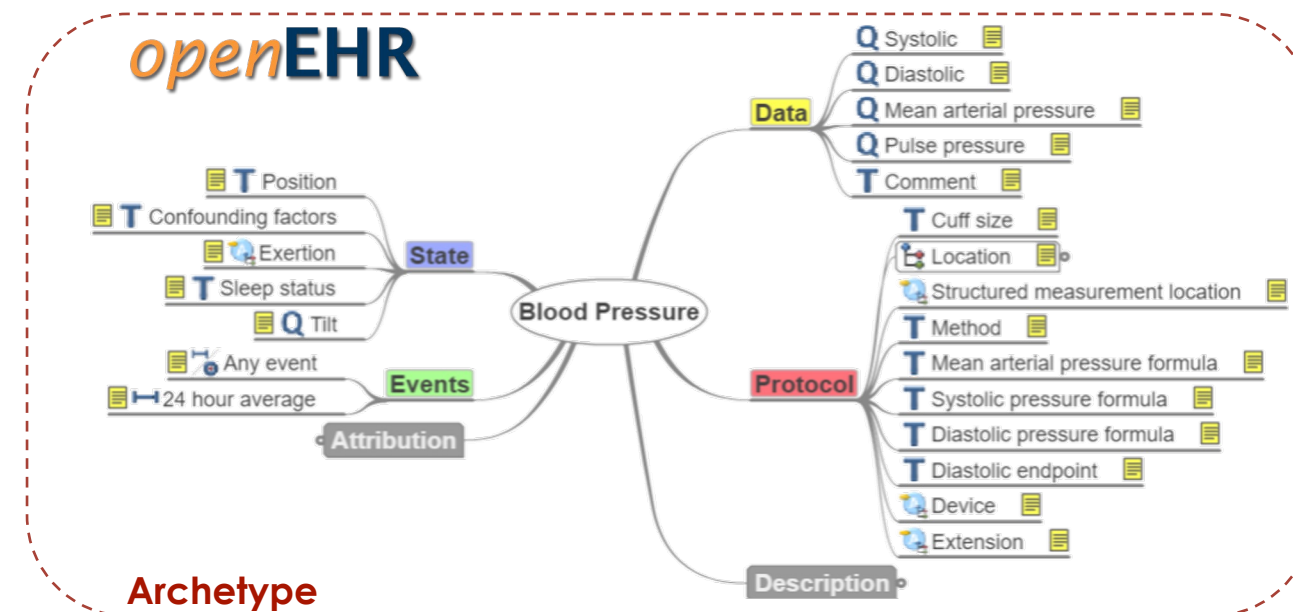 openEHR
Q Systolic
Q Diastolic
Data
Q Mean arterial pressure
Q Pulse pressure
T Comment
T Position
T Confounding factors
Exertion
State
T Sleep status
Q Tilt
Blood Pressure
Any event
Events
24 hour average
Attribution
T Cuff size
Location
Structured measurement location
T Method
T Mean arterial pressure formula
Protocol
T Systolic pressure formula
T Diastolic pressure formula
T Diastolic endpoint
Device
Extension
Description
Archetype